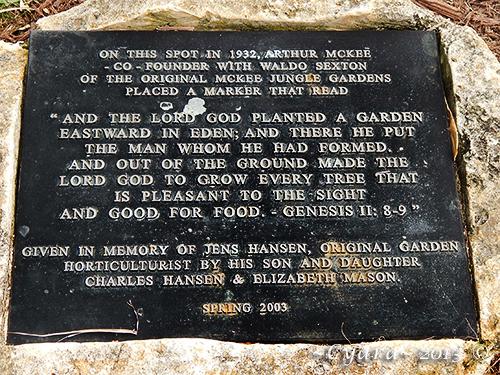 ON THIS SPOT IN 1932, ARTHUR MCKEE
- CO - FOUNDER WITH WALDO SEXTON
OF THE ORIGINAL MCKEE JUNGLE GARDENS
PLACED A MARKER THAT READ
"AND THE LORD GOD PLANTED A GARDEN
EASTWARD IN EDEN; AND THERE HE PUT
THE MAN WHOM HE HAD FORMED.
AND OUT OF THE GROUND MADE THE
LORD GOD TO GROW EVERY TREE THAT
IS PLEASANT TO THE SIGHT
AND GOOD FOR FOOD. - GENESIS II: 8-9"
GIVEN IN MEMORY OF JENS HANSEN, ORIGINAL GARDEN
HORTICULTURIST BY HIS SON AND DAUGHTER
CHARLES HANSEN & ELIZABETH MASON.
SPRING 2003
~Cyara~ 2015 ©